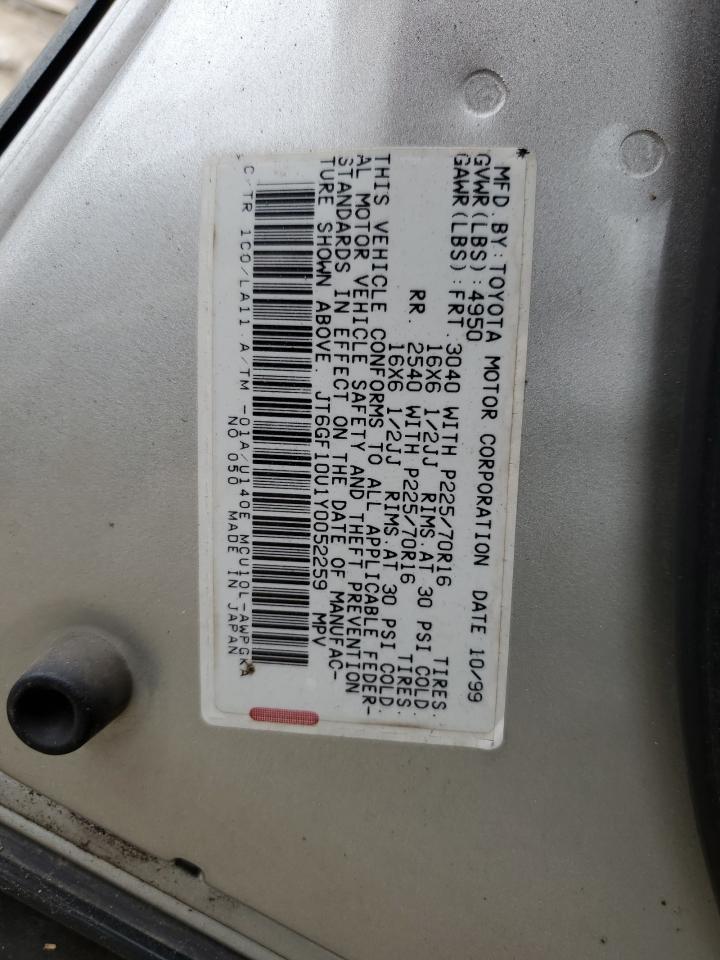 MFD. BY: TOYOTA MOTOR CORPORATION DATE 10/99
GVWR(LBS): 4950
GAWR(LBS): FRT. 3040 WITH P225/70R16 TIRES.
16X6 1/2JJ RIMS. AT 30 PSI COLD.
RR. 2540 WITH P225/70R16 TIRES.
16X6 1/2JJ RIMS. AT 30 PSI COLD.
THIS VEHICLE CONFORMS TO ALL APPLICABLE FEDER-
AL MOTOR VEHICLE SAFETY AND THEFT PREVENTION
STANDARDS IN EFFECT ON THE DATE OF MANUFAC-
TURE SHOWN ABOVE. JT6GF10U1Y0052259 MPV
C/TR 1C0/LA11 A/TM -01A/U140E MCU10L-AWPGKA
NO 050 MADE IN JAPAN